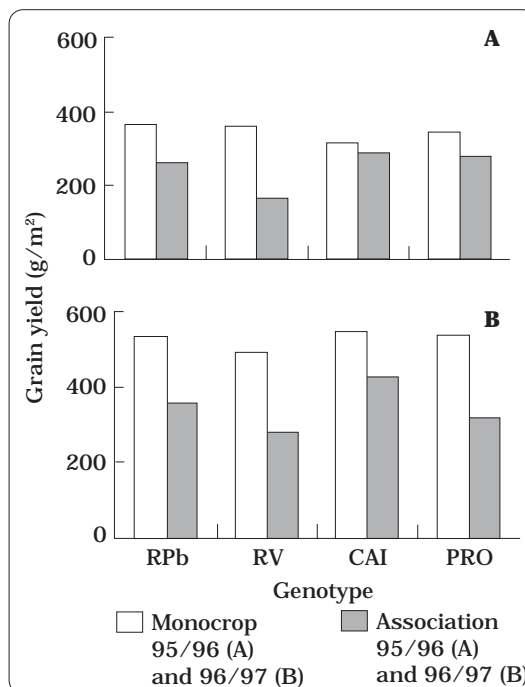 A
600
400
200
0
B
600
400
200
0
Grain yield (g/m²)
RPb RV CAI PRO
Genotype
Monocrop
95/96 (A)
and 96/97 (B)
Association
95/96 (A)
and 96/97 (B)